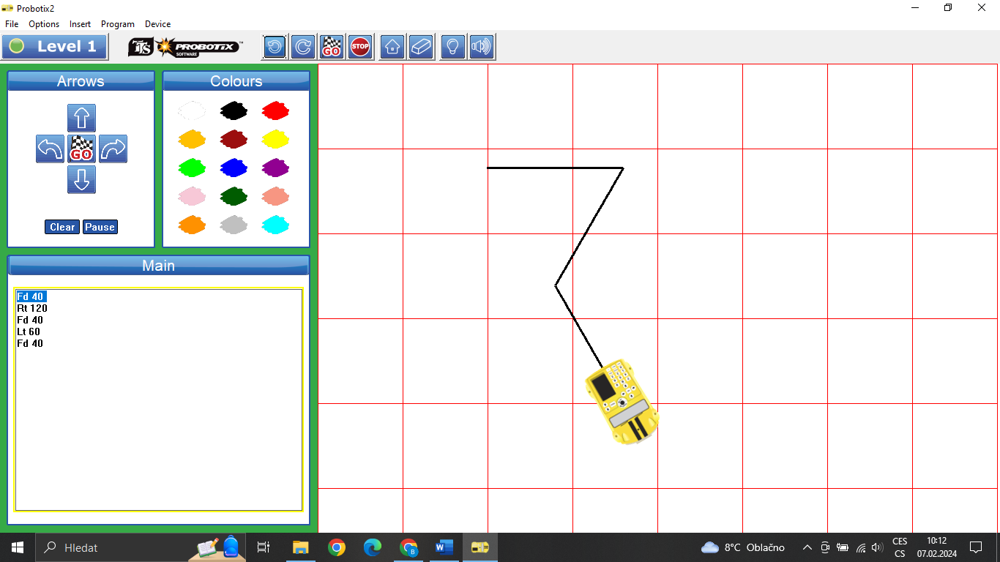 Probotix2
File Options Insert Program Device
Level 1
TTS
PROBOTIX™
SOFTWARE
GO
STOP
Arrows
Colours
GO
Clear
Pause
Main
Fd 40
Rt 120
Fd 40
Lt 60
Fd 40
Hledat
B
W
8°C Oblačno
CES
CS
10:12
07.02.2024